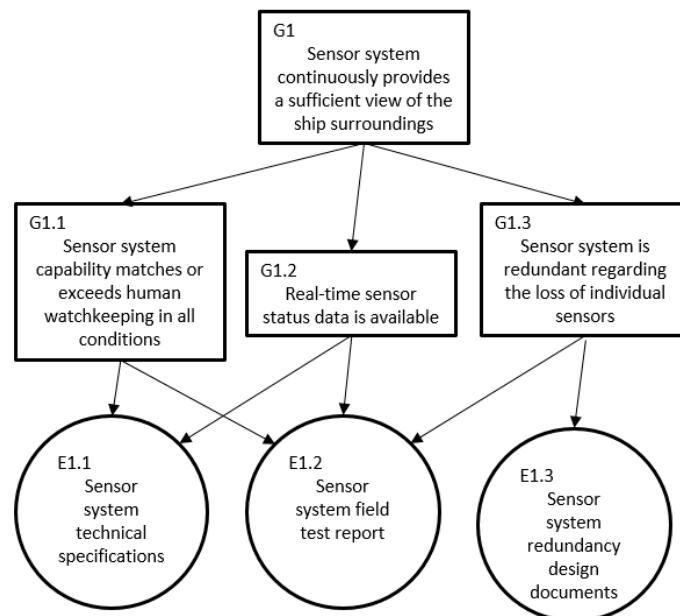 G1
Sensor system
continuously provides
a sufficient view of the
ship surroundings
G1.1
Sensor system
capability matches or
exceeds human
watchkeeping in all
conditions
G1.2
Real-time sensor
status data is available
G1.3
Sensor system is
redundant regarding
the loss of individual
sensors
E1.1
Sensor
system
technical
specifications
E1.2
Sensor
system field
test report
E1.3
Sensor
system
redundancy
design
documents